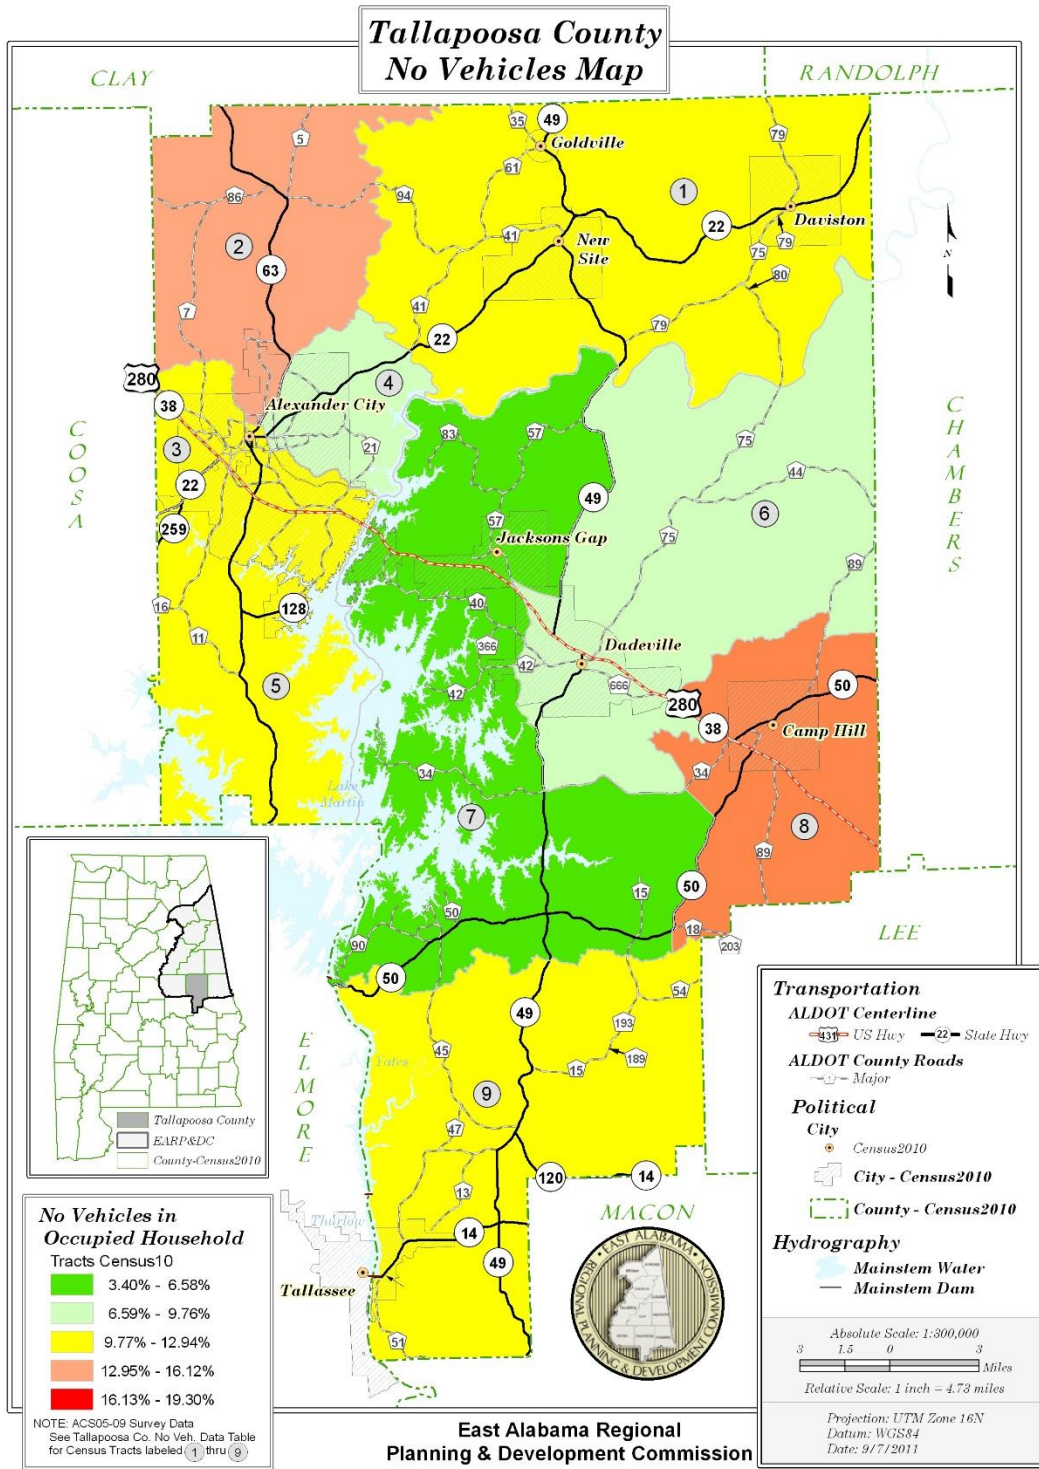 Tallapoosa County
No Vehicles Map
CLAY
RANDOLPH
COOSA
CHAMBERS
LEE
ELMORE
MACON
N
35
49
Goldville
5
79
61
1
86
94
22
Daviston
2
41
New
Site
79
75
63
80
7
41
79
22
280
4
38
Alexander City
3
21
83
57
75
44
22
49
6
259
57
Jacksons Gap
75
89
16
128
40
11
366
Dadeville
42
5
42
666
280
50
38
Camp Hill
34
34
Lake
Martin
7
8
89
50
15
50
18
203
90
50
54
49
193
45
189
Yates
15
9
47
120
14
13
Thurlow
14
49
Tallassee
51
Tallapoosa County
EARP&DC
County-Census2010
No Vehicles in
Occupied Household
Tracts Census10
3.40% - 6.58%
6.59% - 9.76%
9.77% - 12.94%
12.95% - 16.12%
16.13% - 19.30%
NOTE: ACS05-09 Survey Data
See Tallapoosa Co. No Veh. Data Table
for Census Tracts labeled 1 thru 9
EAST ALABAMA
REGIONAL PLANNING & DEVELOPMENT COMMISSION
East Alabama Regional
Planning & Development Commission
Transportation
ALDOT Centerline
431 US Hwy 22 State Hwy
ALDOT County Roads
Major
Political
City
Census2010
City - Census2010
County - Census2010
Hydrography
Mainstem Water
Mainstem Dam
Absolute Scale: 1:300,000
3 1.5 0 3
Miles
Relative Scale: 1 inch = 4.73 miles
Projection: UTM Zone 16N
Datum: WGS84
Date: 9/7/2011